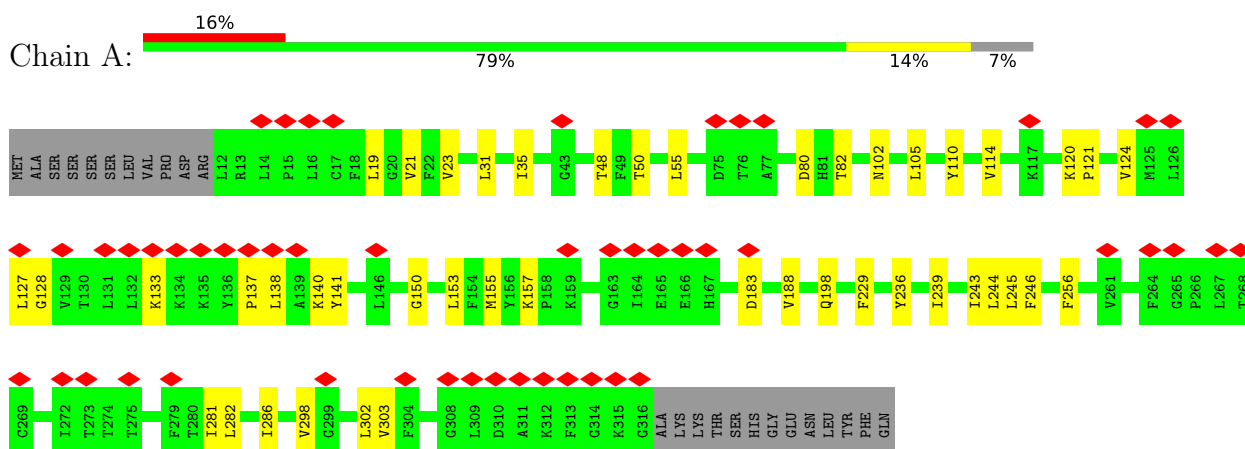 16%
Chain A:
79% 14% 7%
MET ALA SER SER SER SER LEU VAL PRO ASP ARG L12 R13 L14 P15 L16 C17 F18 L19 G20 V21 F22 V23 L31 I35 G43 T48 F49 T50 L55 D75 T76 A77 D80 H81 T82 N102 L105 Y110 V114 K117 K120 P121 V124 M125 L126
L127 G128 V129 T130 L131 L132 K133 K134 K135 Y136 P137 L138 A139 K140 Y141 L146 G150 L153 F154 M155 Y156 K157 P158 K159 G163 I164 E165 E166 H167 D183 V188 Q198 F229 Y236 I239 I243 L244 L245 F246 F256 V261 F264 G265 P266 L267 T268
C269 I272 T273 T274 T275 F279 T280 I281 L282 I286 V298 G299 L302 V303 F304 G308 L309 D310 A311 K312 F313 G314 K315 G316 ALA LYS LYS THR SER HIS GLY GLU ASN LEU TYR PHE GLN